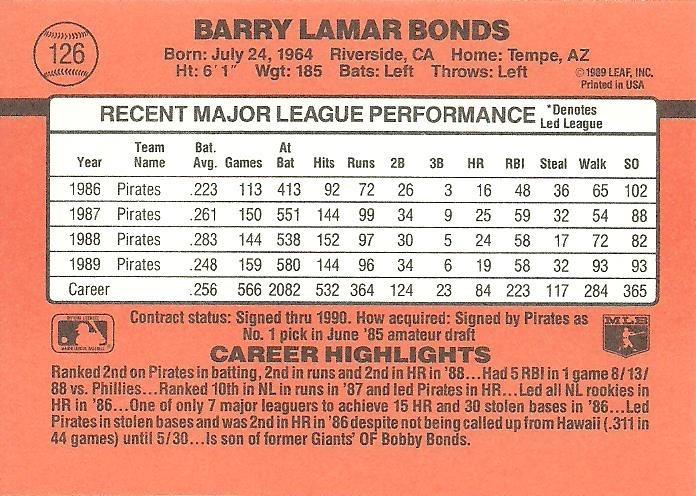 126
BARRY LAMAR BONDS
Born: July 24, 1964 Riverside, CA Home: Tempe, AZ
Ht: 6'1" Wgt: 185 Bats: Left Throws: Left
©1989 LEAF, INC.
Printed in USA
RECENT MAJOR LEAGUE PERFORMANCE *Denotes
Led League
Year Team Name Bat. Avg. Games At Bat Hits Runs 2B 3B HR RBI Steal Walk SO
1986 Pirates .223 113 413 92 72 26 3 16 48 36 65 102
1987 Pirates .261 150 551 144 99 34 9 25 59 32 54 88
1988 Pirates .283 144 538 152 97 30 5 24 58 17 72 82
1989 Pirates .248 159 580 144 96 34 6 19 58 32 93 93
Career .256 566 2082 532 364 124 23 84 223 117 284 365
Contract status: Signed thru 1990. How acquired: Signed by Pirates as
No. 1 pick in June '85 amateur draft
MLB
CAREER HIGHLIGHTS
Ranked 2nd on Pirates in batting, 2nd in runs and 2nd in HR in '88...Had 5 RBI in 1 game 8/13/
88 vs. Phillies...Ranked 10th in NL in runs in '87 and led Pirates in HR...Led all NL rookies in
HR in '86...One of only 7 major leaguers to achieve 15 HR and 30 stolen bases in '86...Led
Pirates in stolen bases and was 2nd in HR in '86 despite not being called up from Hawaii (.311 in
44 games) until 5/30...Is son of former Giants' OF Bobby Bonds.